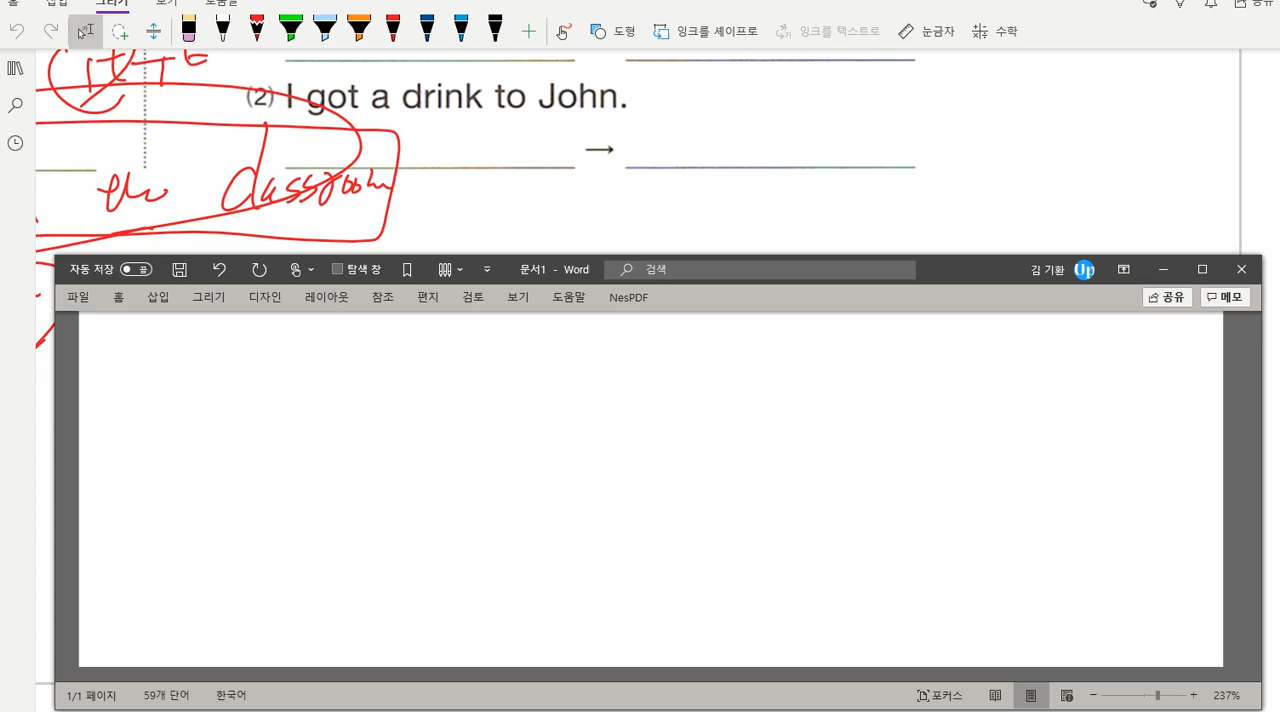 홈 삽입 그리기 보기 도움말 공유
도형 잉크를 셰이프로 잉크를 텍스트로 눈금자 수학
(2) I got a drink to John.
→
the classroom
자동 저장 끔 탐색 창 문서1 - Word 검색 김 기환 Up
파일 홈 삽입 그리기 디자인 레이아웃 참조 편지 검토 보기 도움말 NesPDF 공유 메모
1/1 페이지 59개 단어 한국어 포커스 237%